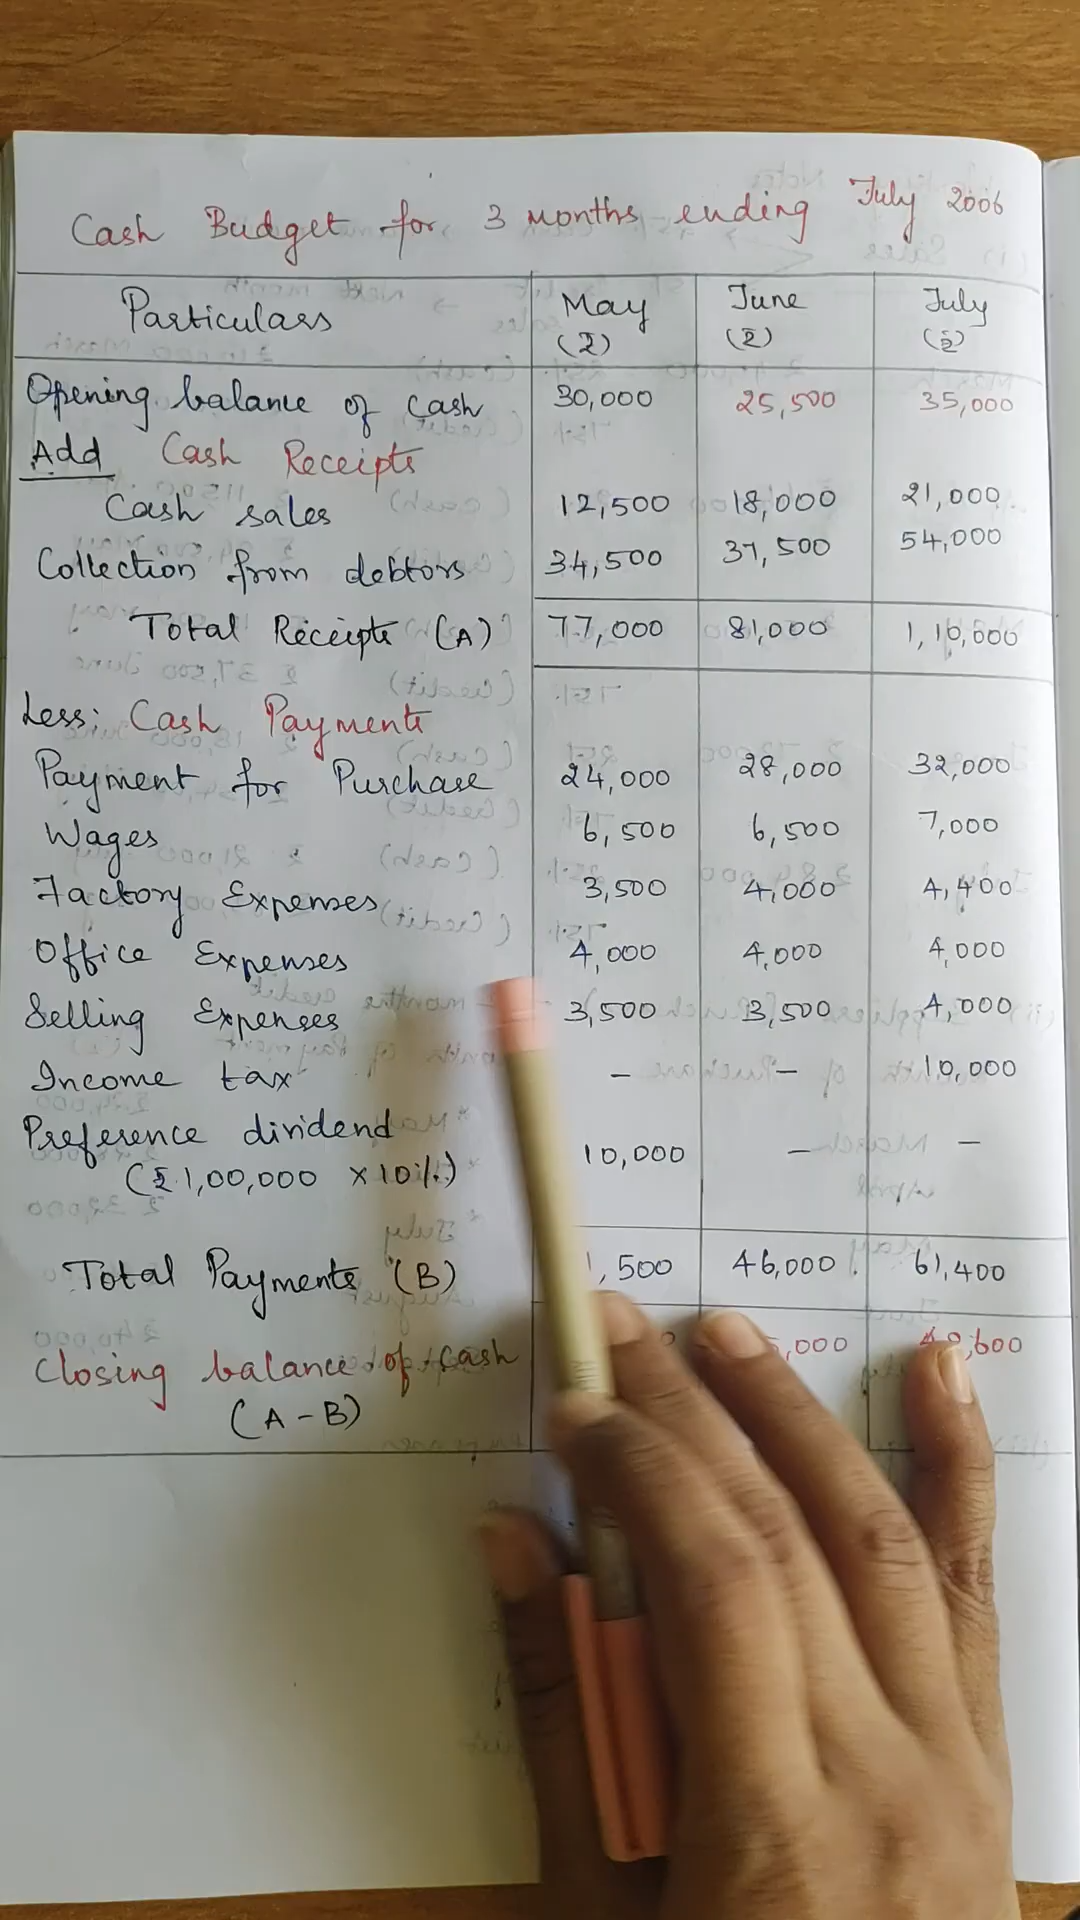 Cash Budget for 3 months ending July 2006
Particulars May (₹) June (₹) July (₹)
Opening balance of cash 30,000 25,500 35,000
Add Cash Receipts
Cash sales 12,500 18,000 21,000
Collection from debtors 34,500 37,500 54,000
Total Receipts (A) 77,000 81,000 1,10,000
Less: Cash Payments
Payment for Purchase 24,000 28,000 32,000
Wages 6,500 6,500 7,000
Factory Expenses 3,500 4,000 4,400
Office Expenses 4,000 4,000 4,000
Selling Expenses 3,500 3,500 4,000
Income tax - - 10,000
Preference dividend
(₹ 1,00,000 x 10%) 10,000 - -
Total Payments (B) ,500 46,000 61,400
Closing balance of cash ,000 ,600
(A - B)